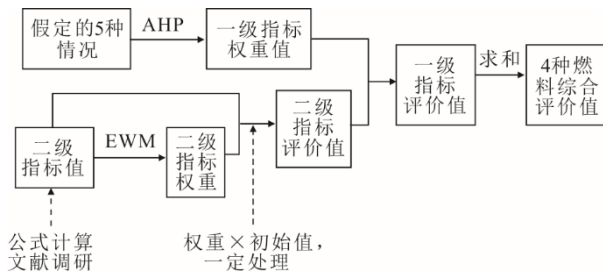 假定的5种
情况
AHP
一级指标
权重值
一级
指标
评价值
求和
4种燃
料综合
评价值
二级
指标值
EWM
二级
指标
权重
二级
指标
评价值
公式计算
文献调研
权重×初始值，
一定处理